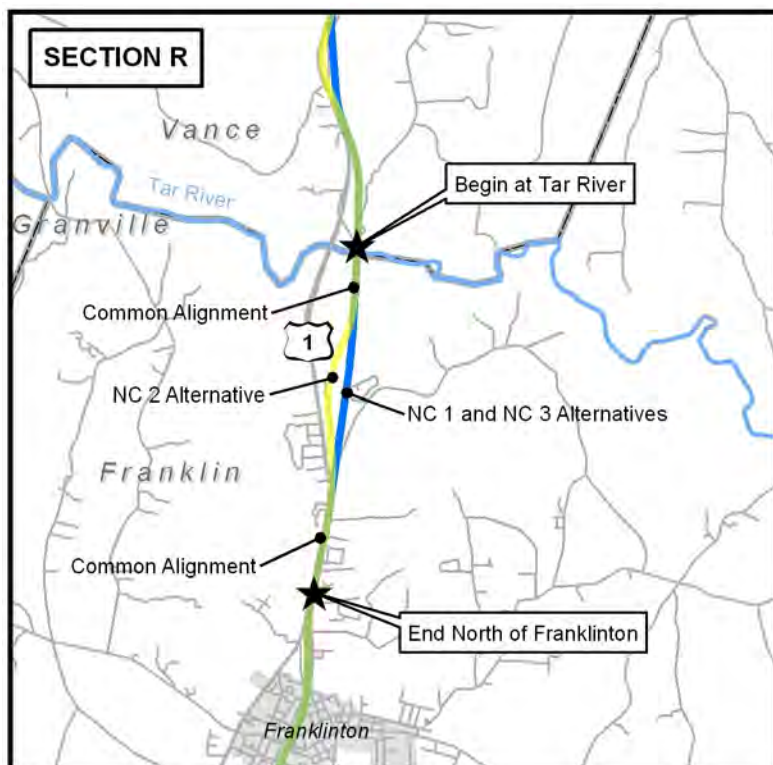 SECTION R
Vance
Tar River
Begin at Tar River
Granville
Common Alignment
1
NC 2 Alternative
NC 1 and NC 3 Alternatives
Franklin
Common Alignment
End North of Franklinton
Franklinton